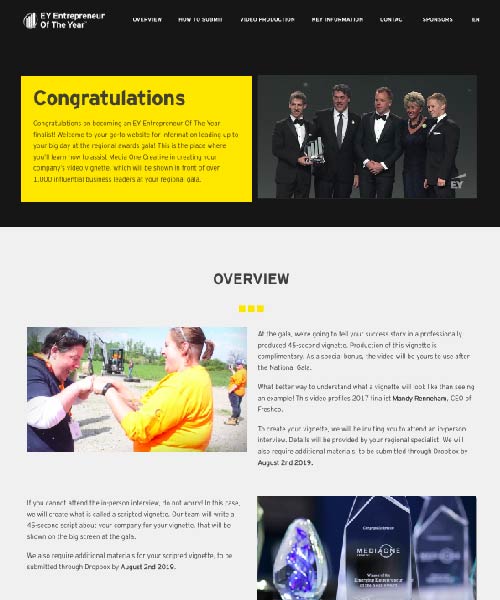 EY Entrepreneur
Of The Year™
OVERVIEW HOW TO SUBMIT VIDEO PRODUCTION KEY INFORMATION CONTAC SPONSORS EN
Congratulations
Congratulations on becoming an EY Entrepreneur Of The Year
finalist! Welcome to your go-to website for information leading up to
your big day at the regional awards gala! This is the place where
you'll learn how to assist Media One Creative in creating your
company's video vignette, which will be shown in front of over
1,000 influential business leaders at your regional gala.
EY
OVERVIEW
At the gala, we're going to tell your success story in a professionally
produced 45-second vignette. Production of this vignette is
complimentary. As a special bonus, the video will be yours to use after
the National Gala.
What better way to understand what a vignette will look like than seeing
an example! This video profiles 2017 finalist Mandy Rennehan, CEO of
Freshco.
To create your vignette, we will be inviting you to attend an in-person
interview. Details will be provided by your regional specialist. We will
also require additional materials, to be submitted through Dropbox by
August 2nd 2019.
If you cannot attend the in-person interview, do not worry! In this case,
we will create what is called a scripted vignette. Our team will write a
45-second script about your company for your vignette, that will be
shown on the big screen at the gala.
We also require additional materials for your scripted vignette, to be
submitted through Dropbox by August 2nd 2019.
Congratulations
MEDIAONE
Winner of the
Emerging Entrepreneur